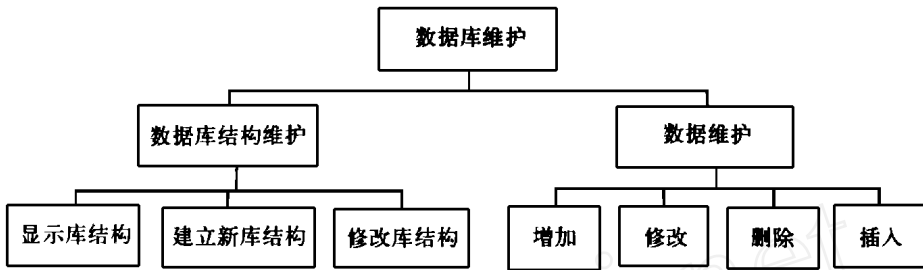 数据库维护
数据库结构维护
数据维护
显示库结构
建立新库结构
修改库结构
增加
修改
删除
插入